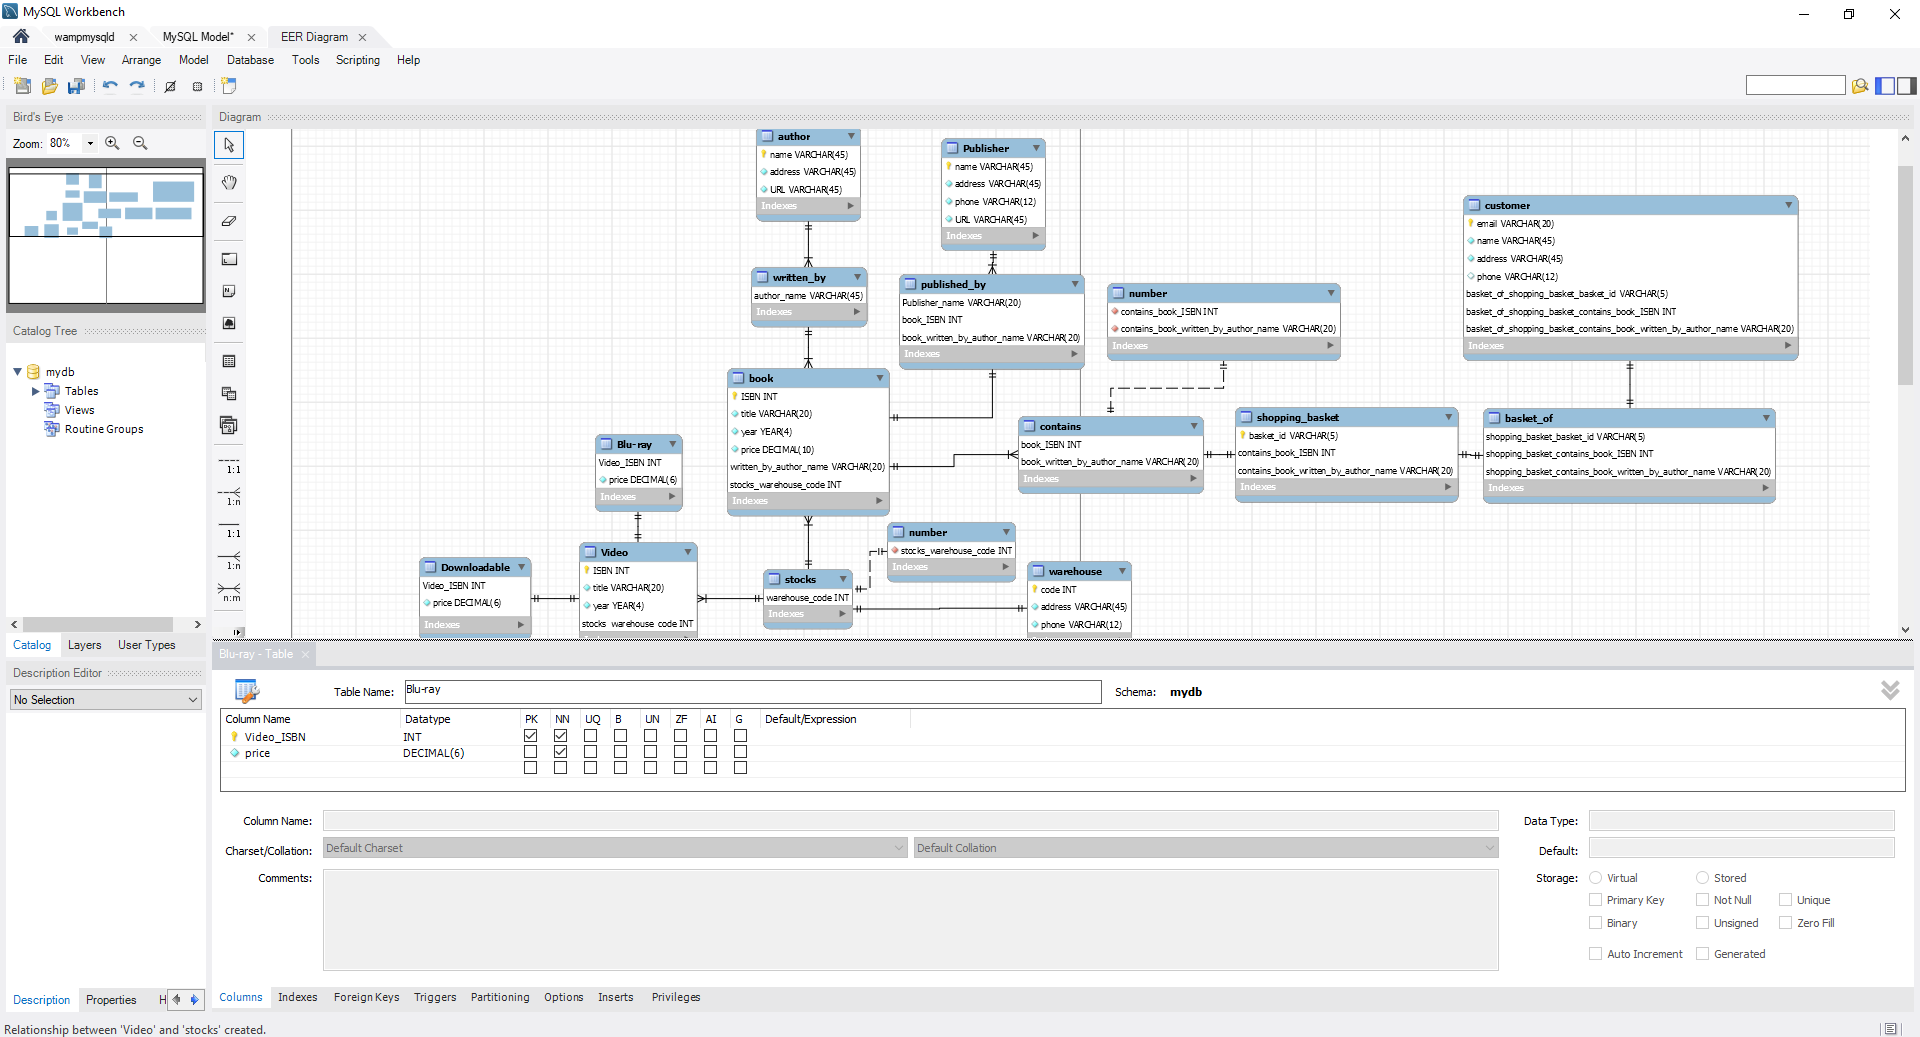 MySQL Workbench
wampmysqld
MySQL Model*
EER Diagram
File Edit View Arrange Model Database Tools Scripting Help
Bird's Eye
Zoom: 80%
Catalog Tree
mydb
Tables
Views
Routine Groups
Catalog Layers User Types
Description Editor
No Selection
Description Properties H
Diagram
1:1
1:n
1:1
1:n
n:m
author
name VARCHAR(45)
address VARCHAR(45)
URL VARCHAR(45)
Indexes
Publisher
name VARCHAR(45)
address VARCHAR(45)
phone VARCHAR(12)
URL VARCHAR(45)
Indexes
customer
email VARCHAR(20)
name VARCHAR(45)
address VARCHAR(45)
phone VARCHAR(12)
basket_of_shopping_basket_basket_id VARCHAR(5)
basket_of_shopping_basket_contains_book_ISBN INT
basket_of_shopping_basket_contains_book_written_by_author_name VARCHAR(20)
Indexes
written_by
author_name VARCHAR(45)
Indexes
published_by
Publisher_name VARCHAR(20)
book_ISBN INT
book_written_by_author_name VARCHAR(20)
Indexes
number
contains_book_ISBN INT
contains_book_written_by_author_name VARCHAR(20)
Indexes
book
ISBN INT
title VARCHAR(20)
year YEAR(4)
price DECIMAL(10)
written_by_author_name VARCHAR(20)
stocks_warehouse_code INT
Indexes
contains
book_ISBN INT
book_written_by_author_name VARCHAR(20)
Indexes
shopping_basket
basket_id VARCHAR(5)
contains_book_ISBN INT
contains_book_written_by_author_name VARCHAR(20)
Indexes
basket_of
shopping_basket_basket_id VARCHAR(5)
shopping_basket_contains_book_ISBN INT
shopping_basket_contains_book_written_by_author_name VARCHAR(20)
Indexes
Blu-ray
Video_ISBN INT
price DECIMAL(6)
Indexes
number
stocks_warehouse_code INT
Indexes
Downloadable
Video_ISBN INT
price DECIMAL(6)
Indexes
Video
ISBN INT
title VARCHAR(20)
year YEAR(4)
stocks_warehouse_code INT
stocks
warehouse_code INT
Indexes
warehouse
code INT
address VARCHAR(45)
phone VARCHAR(12)
Blu-ray - Table
Table Name: Blu-ray Schema: mydb
Column Name Datatype PK NN UQ B UN ZF AI G Default/Expression
Video_ISBN INT
price DECIMAL(6)
Column Name: Data Type:
Charset/Collation: Default Charset Default Collation Default:
Comments: Storage: Virtual Stored
Primary Key Not Null Unique
Binary Unsigned Zero Fill
Auto Increment Generated
Columns Indexes Foreign Keys Triggers Partitioning Options Inserts Privileges
Relationship between 'Video' and 'stocks' created.